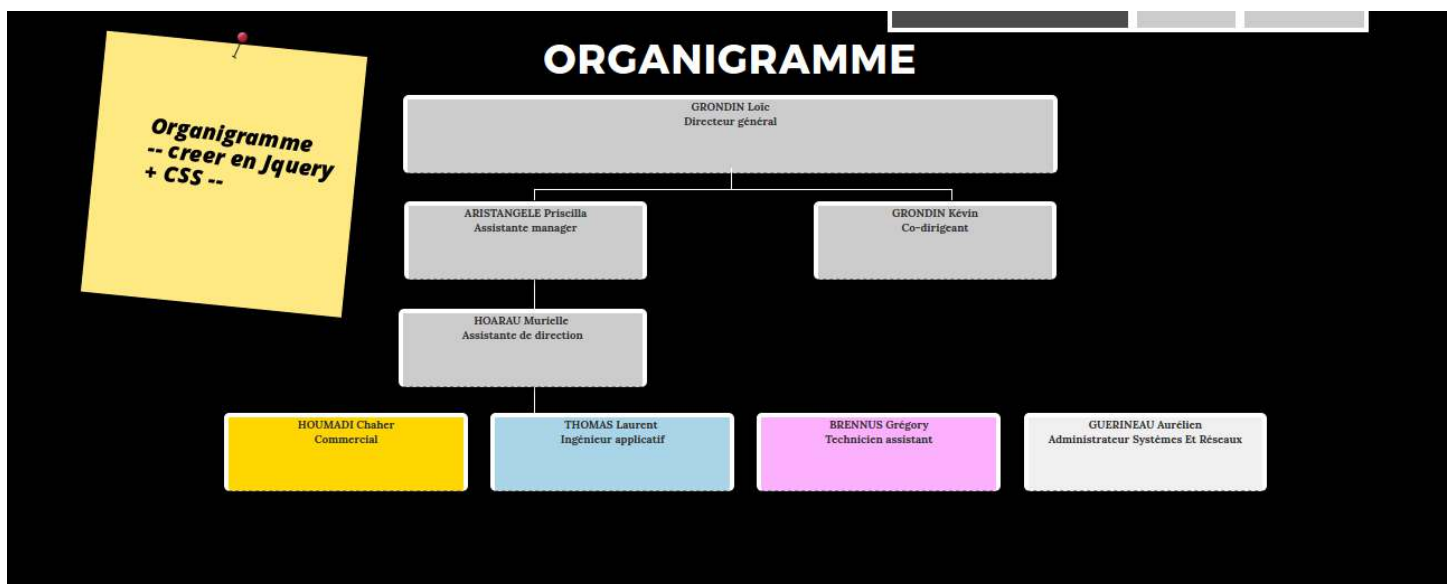 ORGANIGRAMME
Organigramme
-- creer en Jquery
+ CSS --
GRONDIN Loïc
Directeur général
ARISTANGELE Priscilla
Assistante manager
GRONDIN Kévin
Co-dirigeant
HOARAU Murielle
Assistante de direction
HOUMADI Chaher
Commercial
THOMAS Laurent
Ingénieur applicatif
BRENNUS Grégory
Technicien assistant
GUERINEAU Aurélien
Administrateur Systèmes Et Réseaux